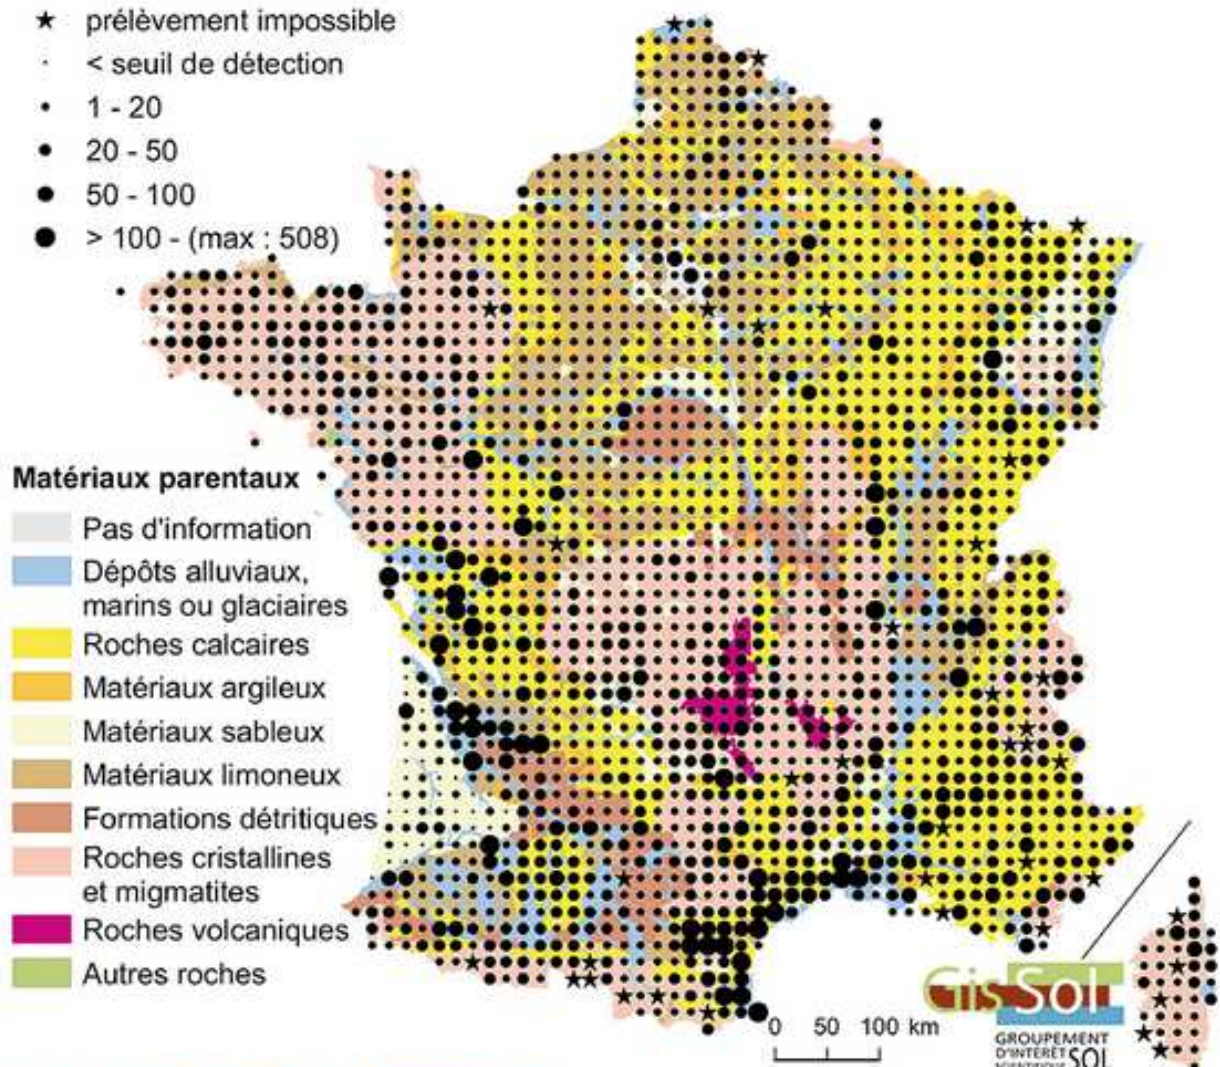 prélèvement impossible
< seuil de détection
1 - 20
20 - 50
50 - 100
> 100 - (max : 508)
Matériaux parentaux
Pas d'information
Dépôts alluviaux,
marins ou glaciaires
Roches calcaires
Matériaux argileux
Matériaux sableux
Matériaux limoneux
Formations détritiques
Roches cristallines
et migmatites
Roches volcaniques
Autres roches
0 50 100 km
GisSol
GROUPEMENT
D'INTÉRÊT
SCIENTIFIQUE SOL